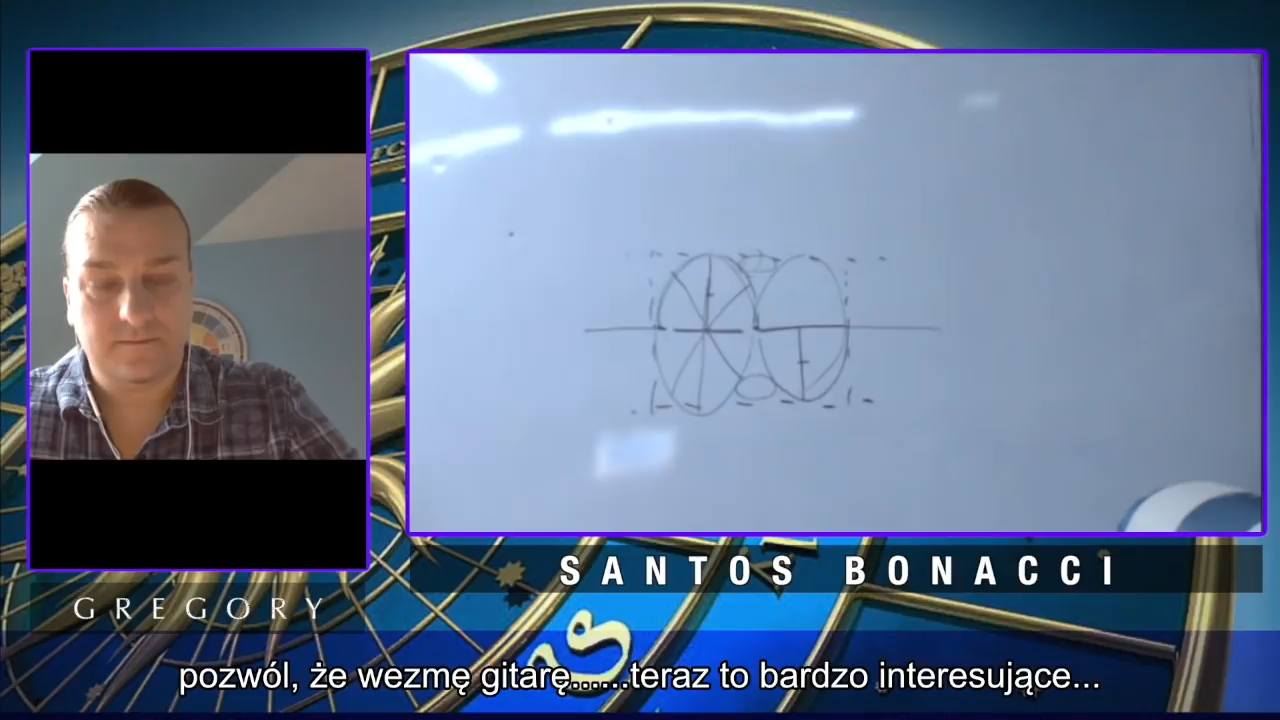 SANTOS BONACCI
GREGORY
pozwól, że wezmę gitarę......teraz to bardzo interesujące...